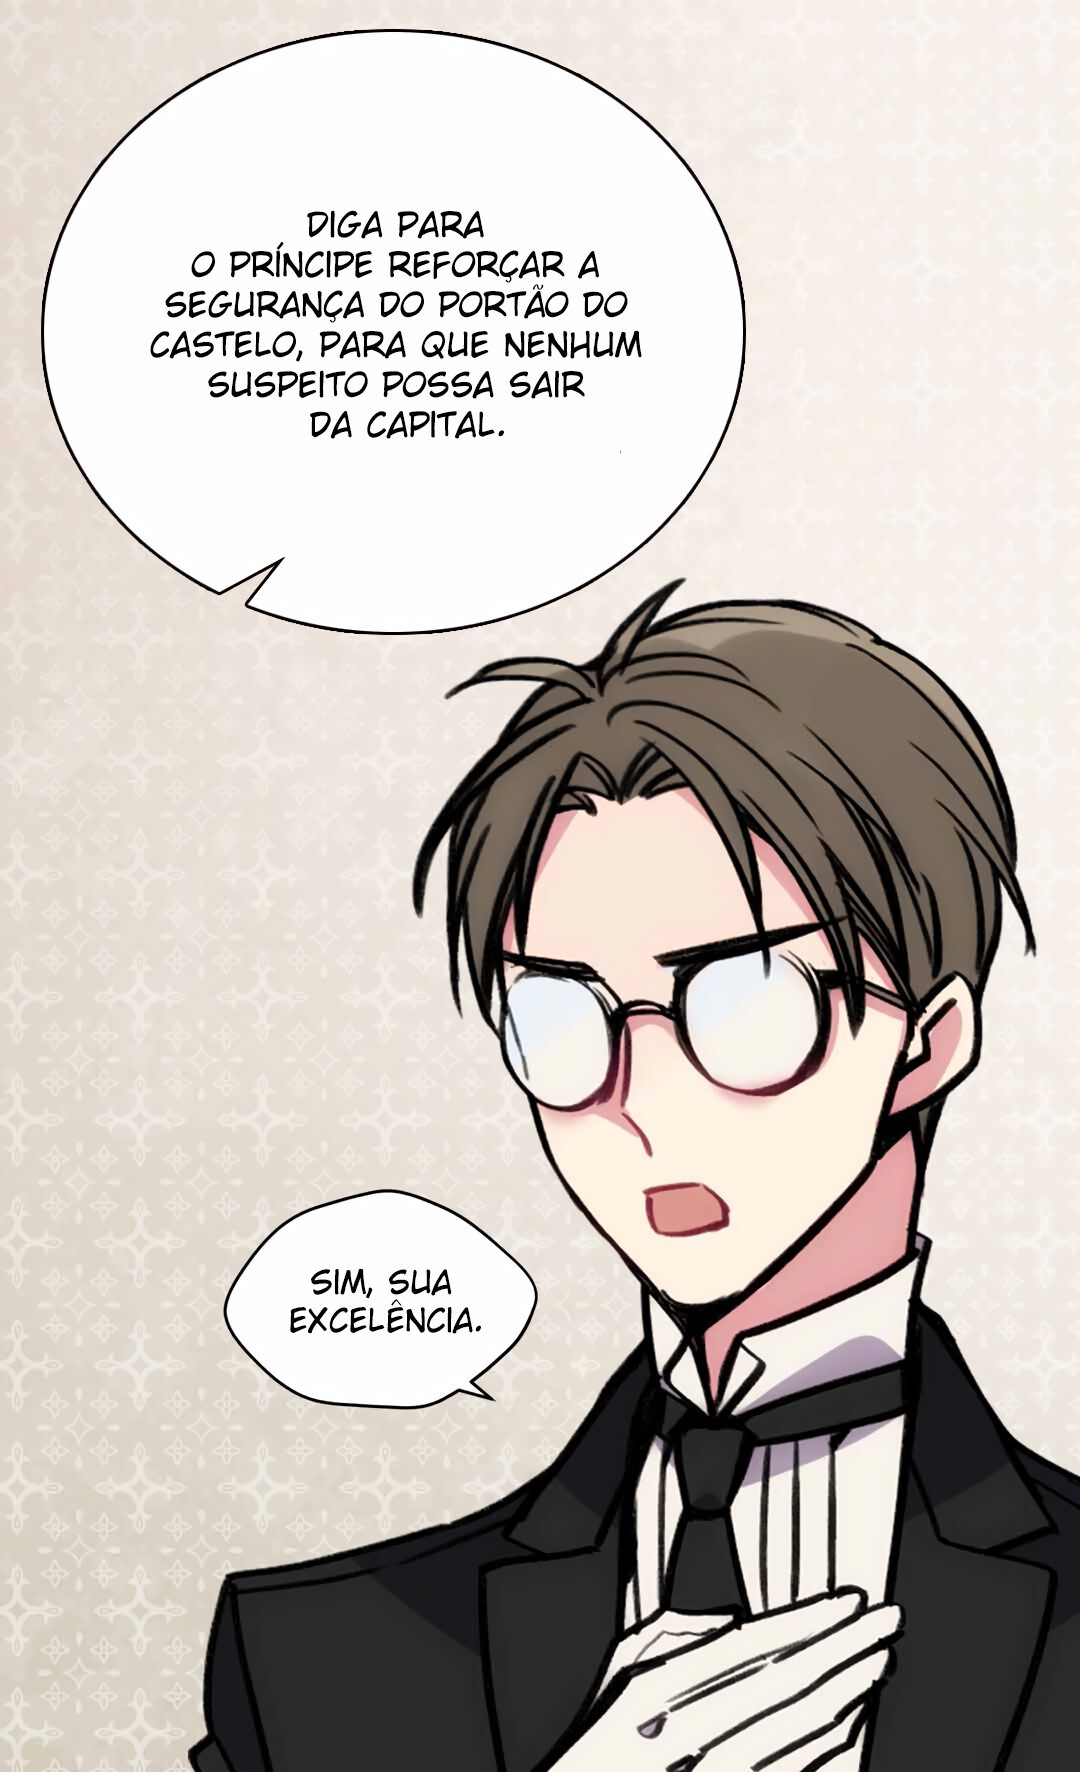 DIGA PARA
O PRÍNCIPE REFORÇAR A
SEGURANÇA DO PORTÃO DO
CASTELO, PARA QUE NENHUM
SUSPEITO POSSA SAIR
DA CAPITAL.
SIM, SUA
EXCELÊNCIA.